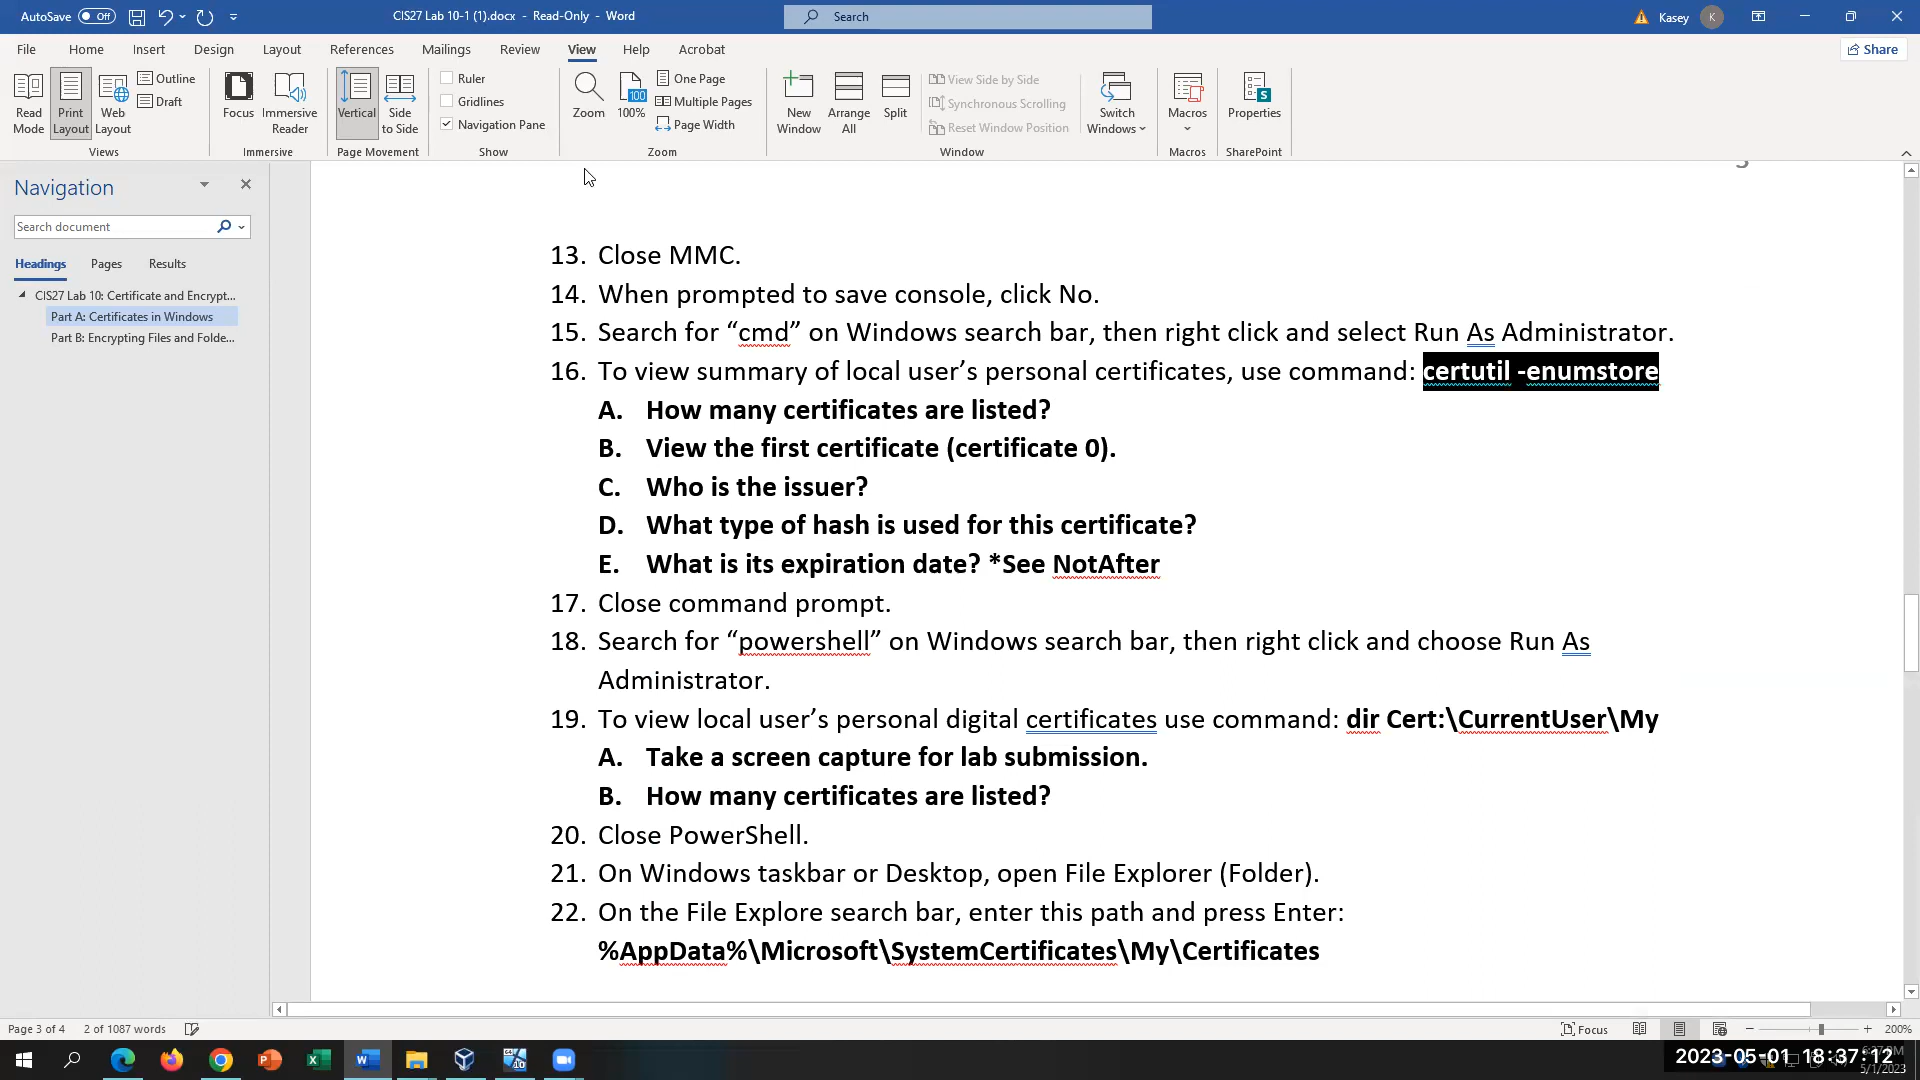 AutoSave Off CIS27 Lab 10-1 (1).docx - Read-Only - Word Search Kasey K
File Home Insert Design Layout References Mailings Review View Help Acrobat Share
Read Mode Print Layout Web Layout Outline Draft Focus Immersive Reader Vertical Side to Side Ruler Gridlines Navigation Pane Zoom 100 100% One Page Multiple Pages Page Width New Window Arrange All Split View Side by Side Synchronous Scrolling Reset Window Position Switch Windows Macros Properties
Views Immersive Page Movement Show Zoom Window Macros SharePoint
Navigation
Search document
Headings Pages Results
CIS27 Lab 10: Certificate and Encrypt...
Part A: Certificates in Windows
Part B: Encrypting Files and Folde...
13. Close MMC.
14. When prompted to save console, click No.
15. Search for “cmd” on Windows search bar, then right click and select Run As Administrator.
16. To view summary of local user’s personal certificates, use command: certutil -enumstore
A. How many certificates are listed?
B. View the first certificate (certificate 0).
C. Who is the issuer?
D. What type of hash is used for this certificate?
E. What is its expiration date? *See NotAfter
17. Close command prompt.
18. Search for “powershell” on Windows search bar, then right click and choose Run As
Administrator.
19. To view local user’s personal digital certificates use command: dir Cert:\CurrentUser\My
A. Take a screen capture for lab submission.
B. How many certificates are listed?
20. Close PowerShell.
21. On Windows taskbar or Desktop, open File Explorer (Folder).
22. On the File Explore search bar, enter this path and press Enter:
%AppData%\Microsoft\SystemCertificates\My\Certificates
Page 3 of 4 2 of 1087 words Focus 200%
2023-05-01 18:37:12
5/1/2023